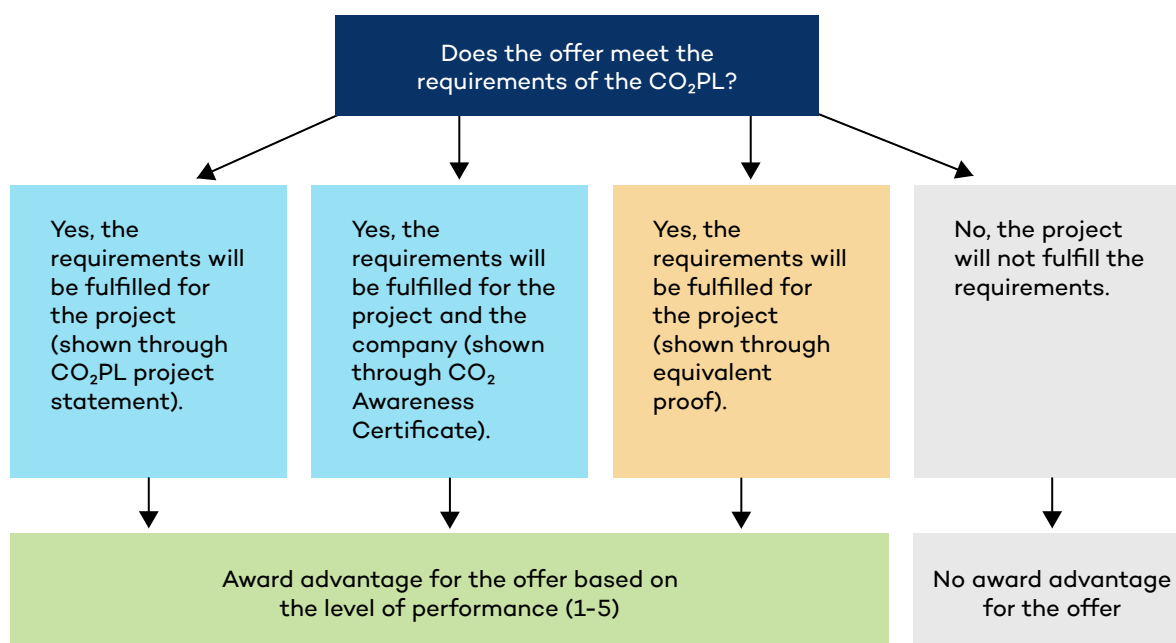 Does the offer meet the
requirements of the CO₂PL?
Yes, the
requirements will
be fulfilled for
the project
(shown through
CO₂PL project
statement).
Yes, the
requirements will
be fulfilled for the
project and the
company (shown
through CO₂
Awareness
Certificate).
Yes, the
requirements will
be fulfilled for
the project
(shown through
equivalent
proof).
No, the project
will not fulfill the
requirements.
Award advantage for the offer based on
the level of performance (1-5)
No award advantage
for the offer